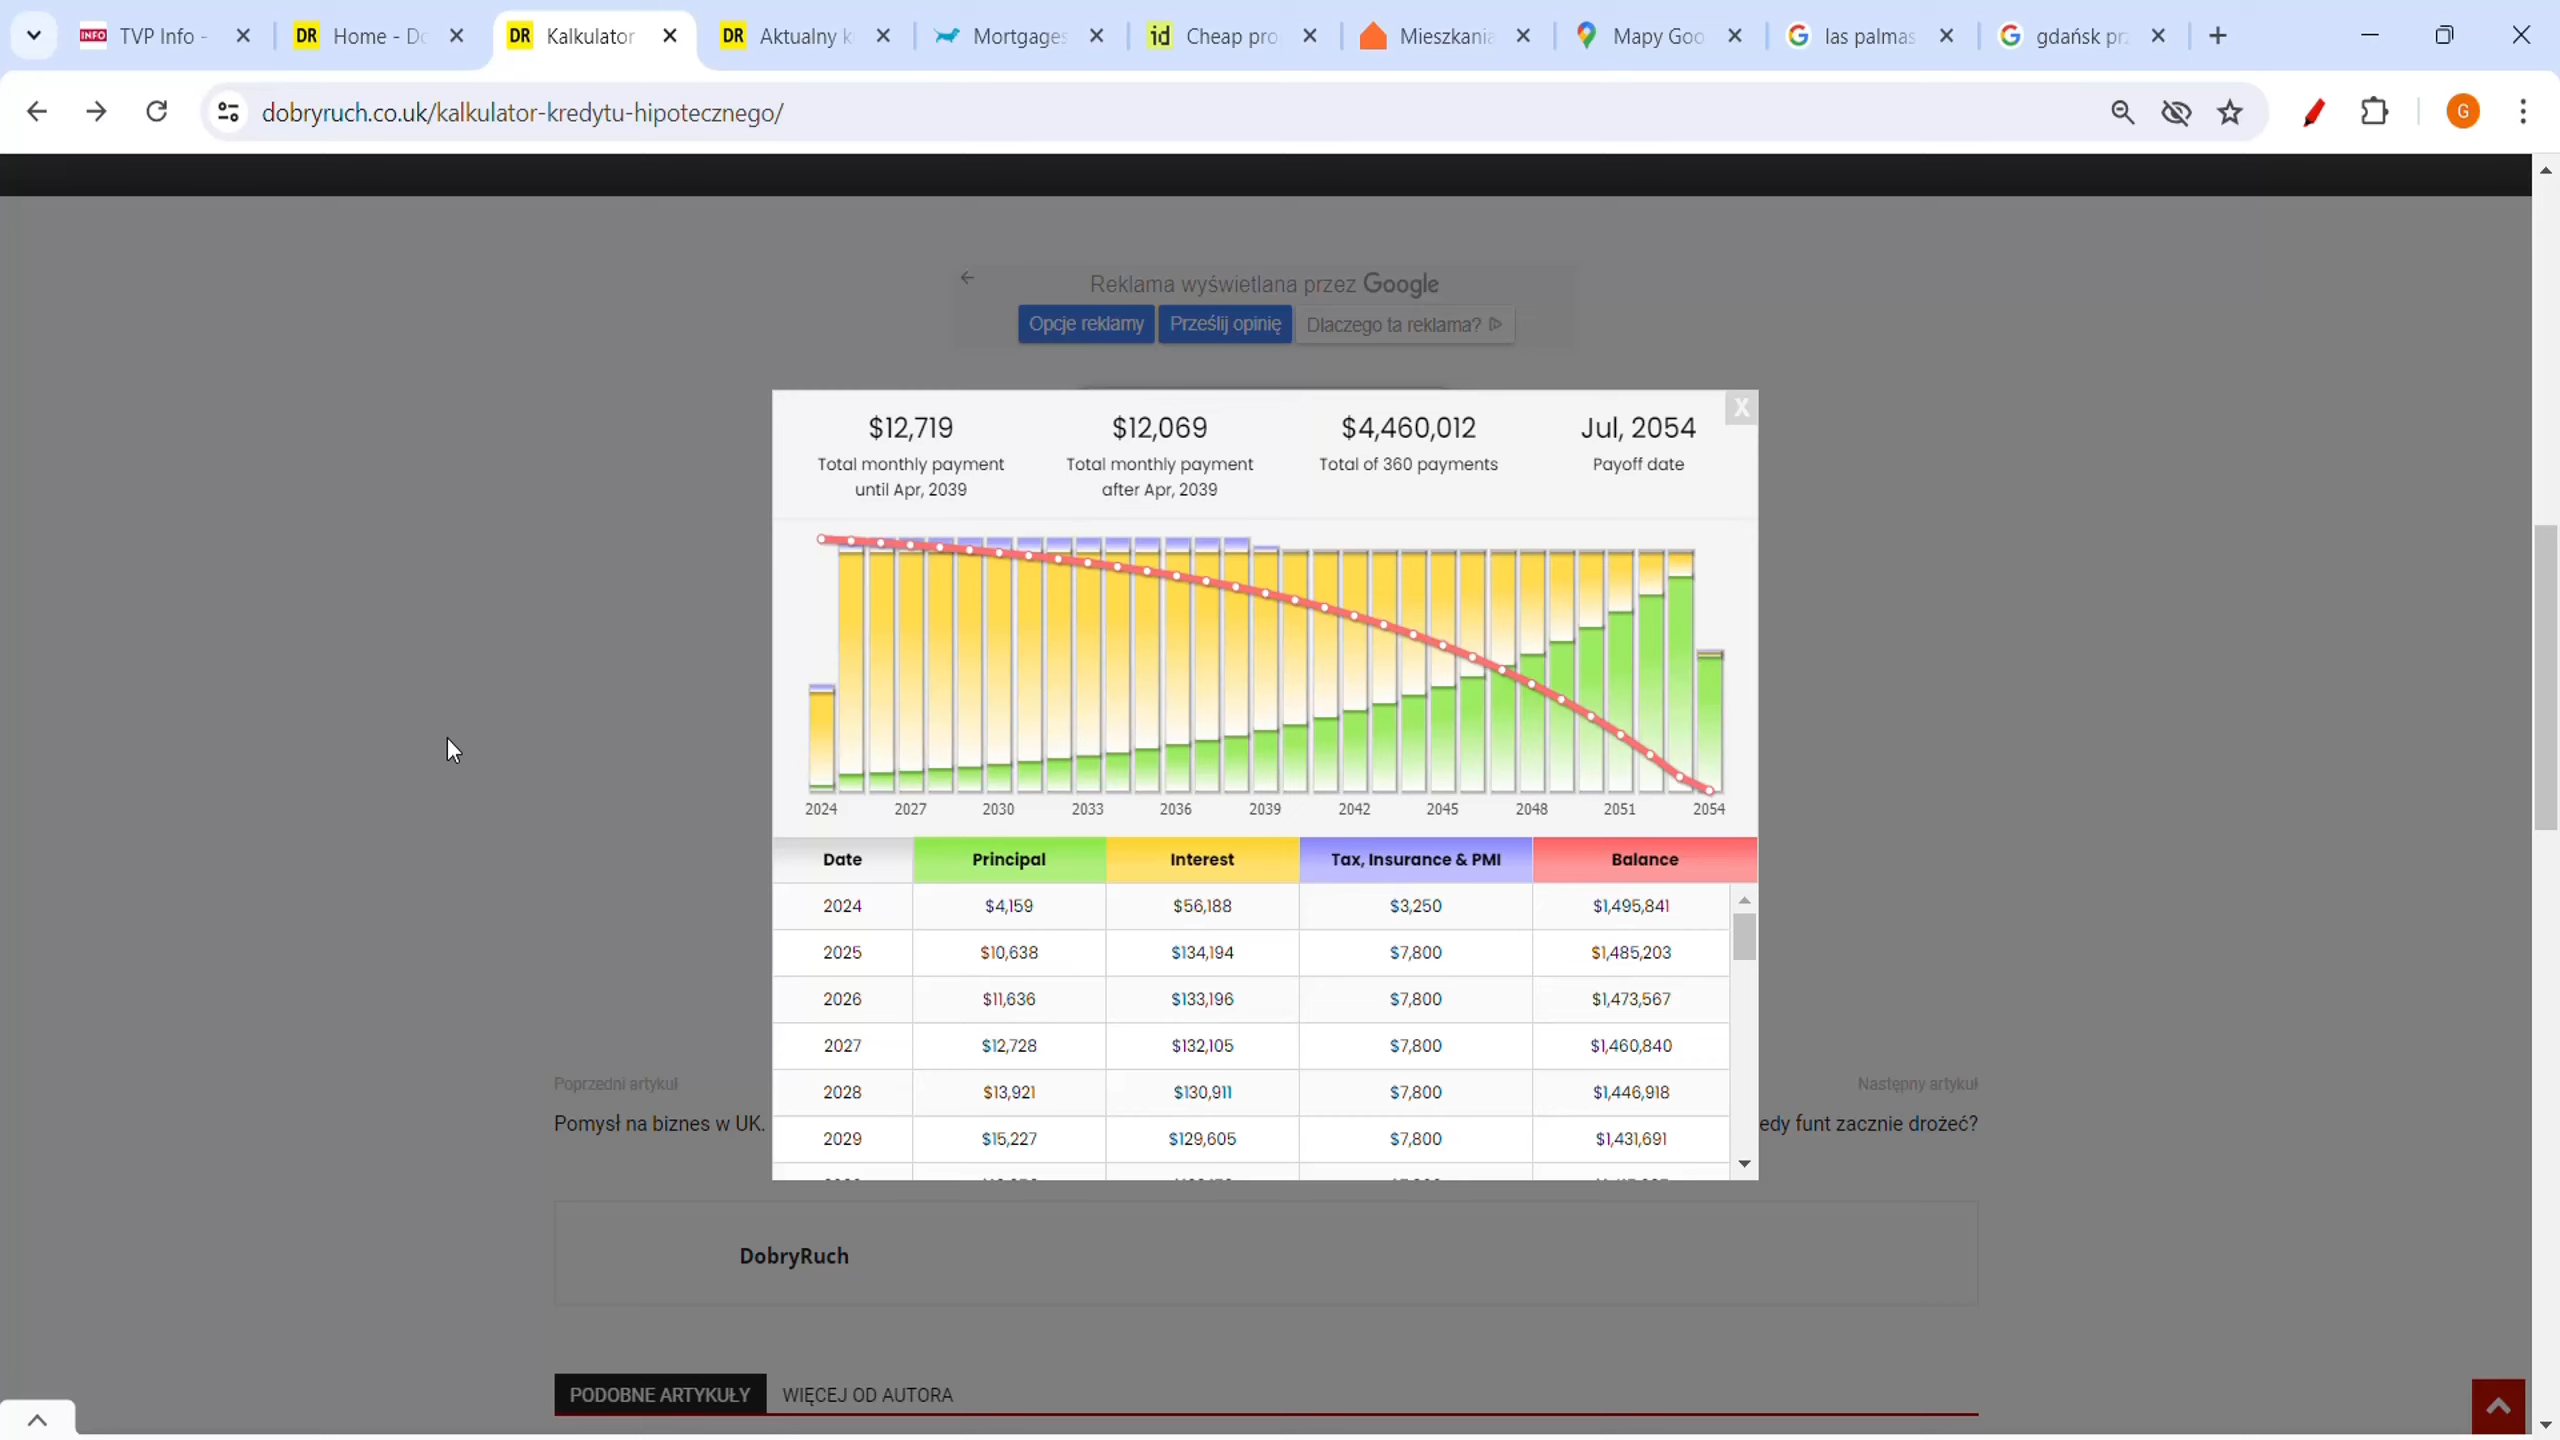 TVP Info -
DR
Home - Do
DR
Kalkulator
DR
Aktualny k
Mortgages
id
Cheap pro
Mieszkania
Mapy Goo
las palmas
gdańsk prz
dobryruch.co.uk/kalkulator-kredytu-hipotecznego/
G
Reklama wyświetlana przez Google
Opcje reklamy
Prześlij opinię
Dlaczego ta reklama?
X
$12,719
$12,069
$4,460,012
Jul, 2054
Total monthly payment
until Apr, 2039
Total monthly payment
after Apr, 2039
Total of 360 payments
Payoff date
2024 2027 2030 2033 2036 2039 2042 2045 2048 2051 2054
Date Principal Interest Tax, Insurance & PMI Balance
2024 $4,159 $56,188 $3,250 $1,495,841
2025 $10,638 $134,194 $7,800 $1,485,203
2026 $11,636 $133,196 $7,800 $1,473,567
2027 $12,728 $132,105 $7,800 $1,460,840
2028 $13,921 $130,911 $7,800 $1,446,918
2029 $15,227 $129,605 $7,800 $1,431,691
Poprzedni artykuł
Pomysł na biznes w UK.
Następny artykuł
edy funt zacznie drożeć?
DobryRuch
PODOBNE ARTYKUŁY
WIĘCEJ OD AUTORA